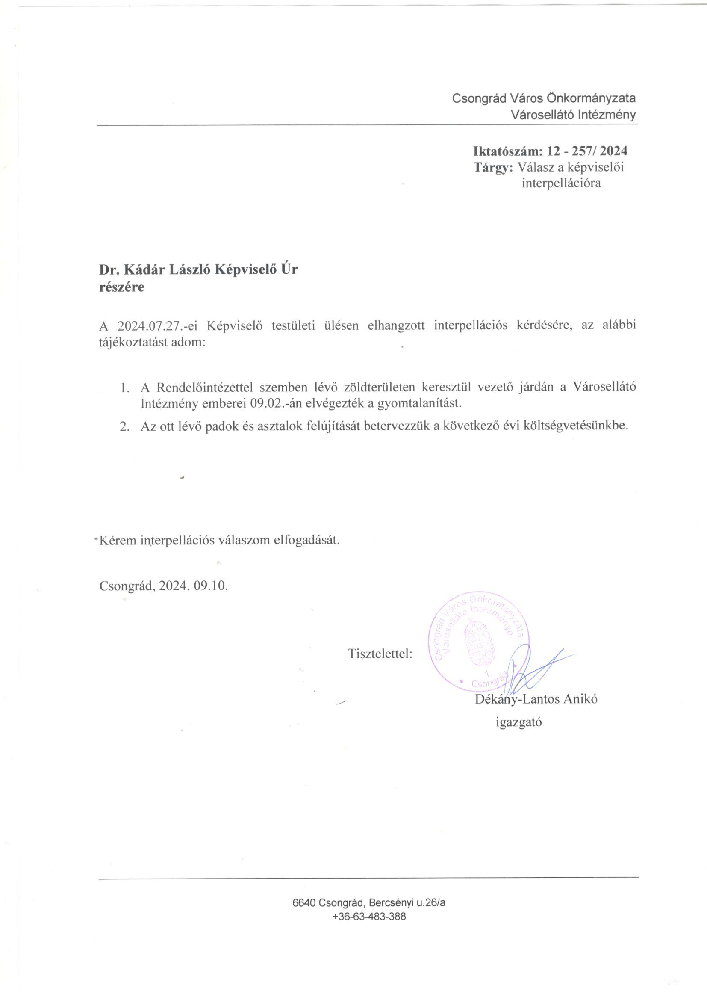 Csongrád Város Önkormányzata
Városellátó Intézmény
Iktatószám: 12 - 257/ 2024
Tárgy: Válasz a képviselői
interpellációra
Dr. Kádár László Képviselő Úr
részére
A 2024.07.27.-ei Képviselő testületi ülésen elhangzott interpellációs kérdésére, az alábbi
tájékoztatást adom:
1. A Rendelőintézettel szemben lévő zöldterületen keresztül vezető járdán a Városellátó
Intézmény emberei 09.02.-án elvégezték a gyomtalanítást.
2. Az ott lévő padok és asztalok felújítását betervezzük a következő évi költségvetésünkbe.
Kérem interpellációs válaszom elfogadását.
Csongrád, 2024. 09.10.
Csongrád Város Önkormányzata
Városellátó Intézménye
1.
Csongrád
Tisztelettel:
Dékány-Lantos Anikó
igazgató
6640 Csongrád, Bercsényi u.26/a
+36-63-483-388